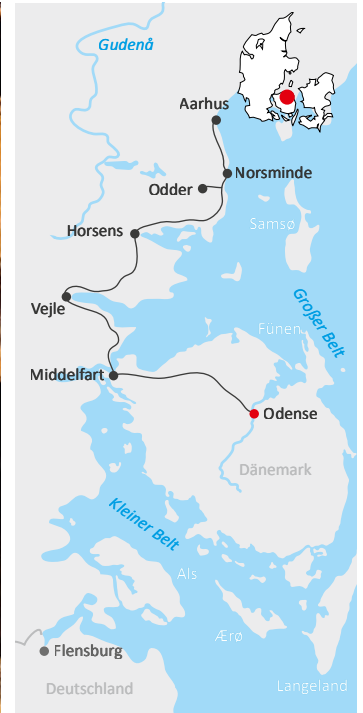 Gudenå
Aarhus
Norsminde
Odder
Samsø
Horsens
Großer Belt
Vejle
Fünen
Middelfart
Odense
Dänemark
Kleiner Belt
Als
Ærø
Flensburg
Deutschland
Langeland